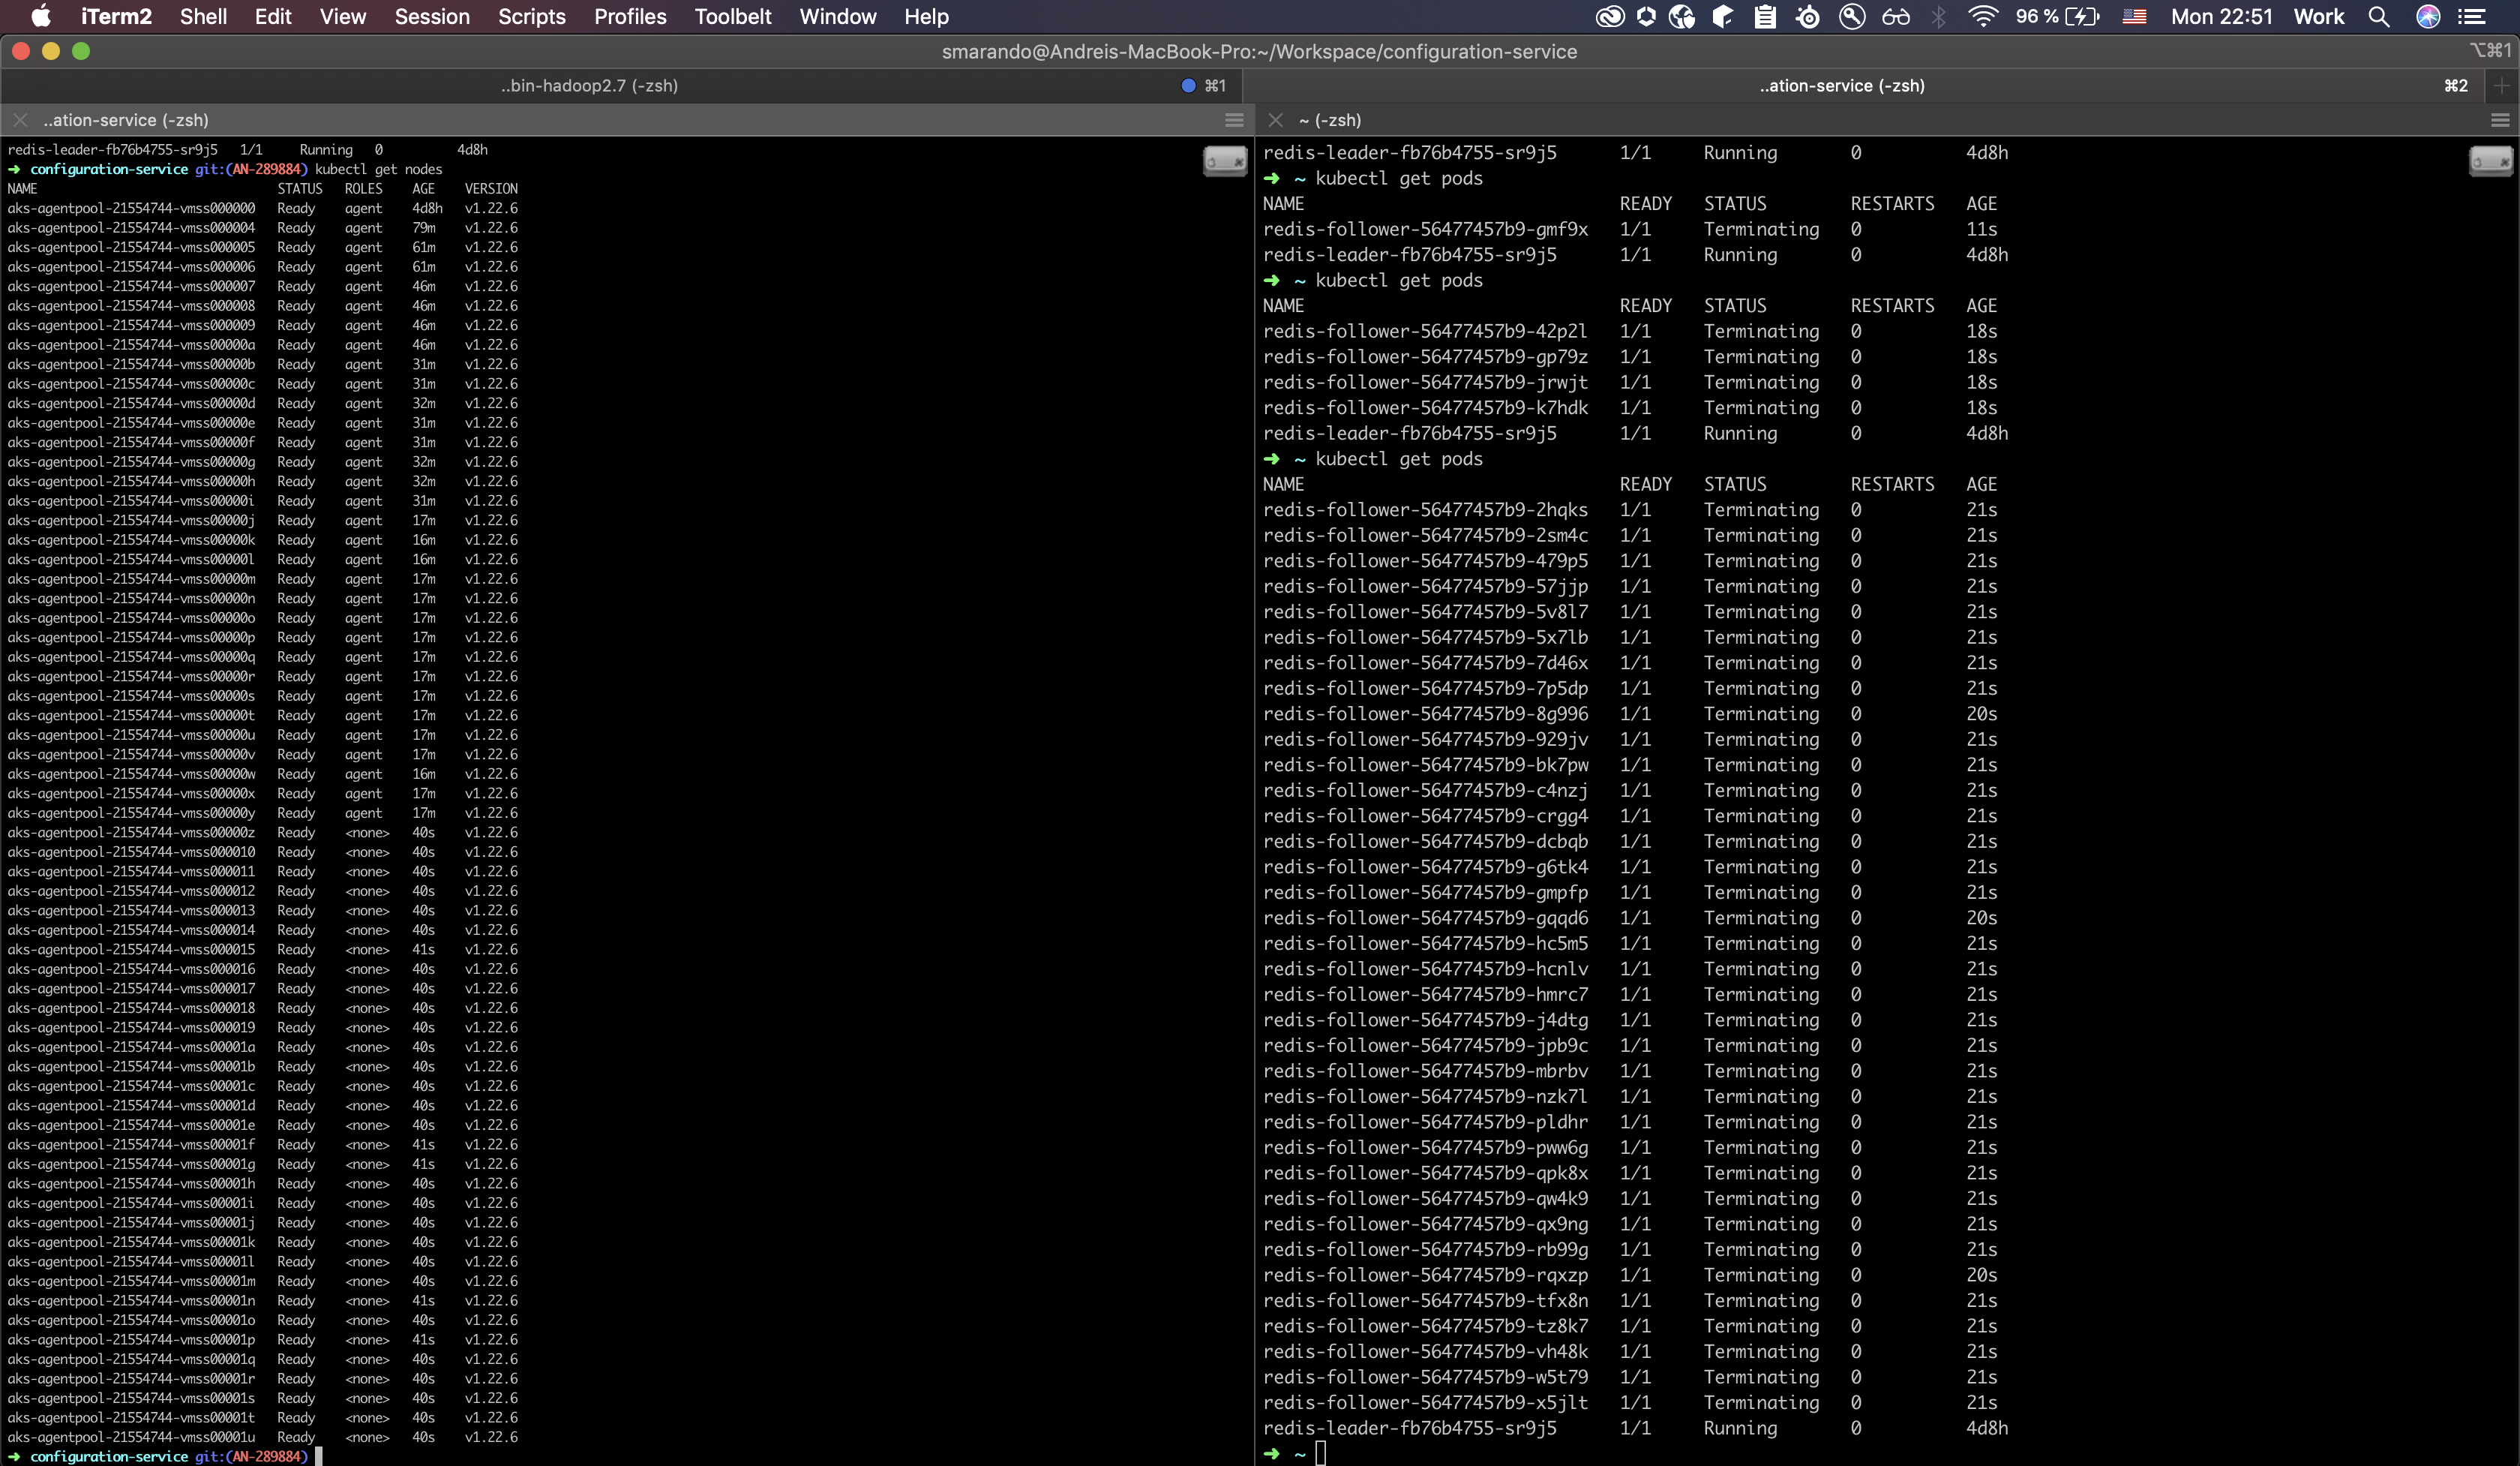 iTerm2 Shell Edit View Session Scripts Profiles Toolbelt Window Help 96 % Mon 22:51 Work
smarando@Andreis-MacBook-Pro:~/Workspace/configuration-service ⌥⌘1
..bin-hadoop2.7 (-zsh) ⌘1 ..ation-service (-zsh) ⌘2
..ation-service (-zsh)
redis-leader-fb76b4755-sr9j5 1/1 Running 0 4d8h
➜ configuration-service git:(AN-289884) kubectl get nodes
NAME STATUS ROLES AGE VERSION
aks-agentpool-21554744-vmss000000 Ready agent 4d8h v1.22.6
aks-agentpool-21554744-vmss000004 Ready agent 79m v1.22.6
aks-agentpool-21554744-vmss000005 Ready agent 61m v1.22.6
aks-agentpool-21554744-vmss000006 Ready agent 61m v1.22.6
aks-agentpool-21554744-vmss000007 Ready agent 46m v1.22.6
aks-agentpool-21554744-vmss000008 Ready agent 46m v1.22.6
aks-agentpool-21554744-vmss000009 Ready agent 46m v1.22.6
aks-agentpool-21554744-vmss00000a Ready agent 46m v1.22.6
aks-agentpool-21554744-vmss00000b Ready agent 31m v1.22.6
aks-agentpool-21554744-vmss00000c Ready agent 31m v1.22.6
aks-agentpool-21554744-vmss00000d Ready agent 32m v1.22.6
aks-agentpool-21554744-vmss00000e Ready agent 31m v1.22.6
aks-agentpool-21554744-vmss00000f Ready agent 31m v1.22.6
aks-agentpool-21554744-vmss00000g Ready agent 32m v1.22.6
aks-agentpool-21554744-vmss00000h Ready agent 32m v1.22.6
aks-agentpool-21554744-vmss00000i Ready agent 31m v1.22.6
aks-agentpool-21554744-vmss00000j Ready agent 17m v1.22.6
aks-agentpool-21554744-vmss00000k Ready agent 16m v1.22.6
aks-agentpool-21554744-vmss00000l Ready agent 16m v1.22.6
aks-agentpool-21554744-vmss00000m Ready agent 17m v1.22.6
aks-agentpool-21554744-vmss00000n Ready agent 17m v1.22.6
aks-agentpool-21554744-vmss00000o Ready agent 17m v1.22.6
aks-agentpool-21554744-vmss00000p Ready agent 17m v1.22.6
aks-agentpool-21554744-vmss00000q Ready agent 17m v1.22.6
aks-agentpool-21554744-vmss00000r Ready agent 17m v1.22.6
aks-agentpool-21554744-vmss00000s Ready agent 17m v1.22.6
aks-agentpool-21554744-vmss00000t Ready agent 17m v1.22.6
aks-agentpool-21554744-vmss00000u Ready agent 17m v1.22.6
aks-agentpool-21554744-vmss00000v Ready agent 17m v1.22.6
aks-agentpool-21554744-vmss00000w Ready agent 16m v1.22.6
aks-agentpool-21554744-vmss00000x Ready agent 17m v1.22.6
aks-agentpool-21554744-vmss00000y Ready agent 17m v1.22.6
aks-agentpool-21554744-vmss00000z Ready <none> 40s v1.22.6
aks-agentpool-21554744-vmss000010 Ready <none> 40s v1.22.6
aks-agentpool-21554744-vmss000011 Ready <none> 40s v1.22.6
aks-agentpool-21554744-vmss000012 Ready <none> 40s v1.22.6
aks-agentpool-21554744-vmss000013 Ready <none> 40s v1.22.6
aks-agentpool-21554744-vmss000014 Ready <none> 40s v1.22.6
aks-agentpool-21554744-vmss000015 Ready <none> 41s v1.22.6
aks-agentpool-21554744-vmss000016 Ready <none> 40s v1.22.6
aks-agentpool-21554744-vmss000017 Ready <none> 40s v1.22.6
aks-agentpool-21554744-vmss000018 Ready <none> 40s v1.22.6
aks-agentpool-21554744-vmss000019 Ready <none> 40s v1.22.6
aks-agentpool-21554744-vmss00001a Ready <none> 40s v1.22.6
aks-agentpool-21554744-vmss00001b Ready <none> 40s v1.22.6
aks-agentpool-21554744-vmss00001c Ready <none> 40s v1.22.6
aks-agentpool-21554744-vmss00001d Ready <none> 40s v1.22.6
aks-agentpool-21554744-vmss00001e Ready <none> 40s v1.22.6
aks-agentpool-21554744-vmss00001f Ready <none> 41s v1.22.6
aks-agentpool-21554744-vmss00001g Ready <none> 41s v1.22.6
aks-agentpool-21554744-vmss00001h Ready <none> 40s v1.22.6
aks-agentpool-21554744-vmss00001i Ready <none> 40s v1.22.6
aks-agentpool-21554744-vmss00001j Ready <none> 40s v1.22.6
aks-agentpool-21554744-vmss00001k Ready <none> 40s v1.22.6
aks-agentpool-21554744-vmss00001l Ready <none> 40s v1.22.6
aks-agentpool-21554744-vmss00001m Ready <none> 40s v1.22.6
aks-agentpool-21554744-vmss00001n Ready <none> 41s v1.22.6
aks-agentpool-21554744-vmss00001o Ready <none> 40s v1.22.6
aks-agentpool-21554744-vmss00001p Ready <none> 41s v1.22.6
aks-agentpool-21554744-vmss00001q Ready <none> 40s v1.22.6
aks-agentpool-21554744-vmss00001r Ready <none> 40s v1.22.6
aks-agentpool-21554744-vmss00001s Ready <none> 40s v1.22.6
aks-agentpool-21554744-vmss00001t Ready <none> 40s v1.22.6
aks-agentpool-21554744-vmss00001u Ready <none> 40s v1.22.6
➜ configuration-service git:(AN-289884)
~ (-zsh)
redis-leader-fb76b4755-sr9j5 1/1 Running 0 4d8h
➜ ~ kubectl get pods
NAME READY STATUS RESTARTS AGE
redis-follower-56477457b9-gmf9x 1/1 Terminating 0 11s
redis-leader-fb76b4755-sr9j5 1/1 Running 0 4d8h
➜ ~ kubectl get pods
NAME READY STATUS RESTARTS AGE
redis-follower-56477457b9-42p2l 1/1 Terminating 0 18s
redis-follower-56477457b9-gp79z 1/1 Terminating 0 18s
redis-follower-56477457b9-jrwjt 1/1 Terminating 0 18s
redis-follower-56477457b9-k7hdk 1/1 Terminating 0 18s
redis-leader-fb76b4755-sr9j5 1/1 Running 0 4d8h
➜ ~ kubectl get pods
NAME READY STATUS RESTARTS AGE
redis-follower-56477457b9-2hqks 1/1 Terminating 0 21s
redis-follower-56477457b9-2sm4c 1/1 Terminating 0 21s
redis-follower-56477457b9-479p5 1/1 Terminating 0 21s
redis-follower-56477457b9-57jjp 1/1 Terminating 0 21s
redis-follower-56477457b9-5v8l7 1/1 Terminating 0 21s
redis-follower-56477457b9-5x7lb 1/1 Terminating 0 21s
redis-follower-56477457b9-7d46x 1/1 Terminating 0 21s
redis-follower-56477457b9-7p5dp 1/1 Terminating 0 21s
redis-follower-56477457b9-8g996 1/1 Terminating 0 20s
redis-follower-56477457b9-929jv 1/1 Terminating 0 21s
redis-follower-56477457b9-bk7pw 1/1 Terminating 0 21s
redis-follower-56477457b9-c4nzj 1/1 Terminating 0 21s
redis-follower-56477457b9-crgg4 1/1 Terminating 0 21s
redis-follower-56477457b9-dcbqb 1/1 Terminating 0 21s
redis-follower-56477457b9-g6tk4 1/1 Terminating 0 21s
redis-follower-56477457b9-gmpfp 1/1 Terminating 0 21s
redis-follower-56477457b9-gqqd6 1/1 Terminating 0 20s
redis-follower-56477457b9-hc5m5 1/1 Terminating 0 21s
redis-follower-56477457b9-hcnlv 1/1 Terminating 0 21s
redis-follower-56477457b9-hmrc7 1/1 Terminating 0 21s
redis-follower-56477457b9-j4dtg 1/1 Terminating 0 21s
redis-follower-56477457b9-jpb9c 1/1 Terminating 0 21s
redis-follower-56477457b9-mbrbv 1/1 Terminating 0 21s
redis-follower-56477457b9-nzk7l 1/1 Terminating 0 21s
redis-follower-56477457b9-pldhr 1/1 Terminating 0 21s
redis-follower-56477457b9-pww6g 1/1 Terminating 0 21s
redis-follower-56477457b9-qpk8x 1/1 Terminating 0 21s
redis-follower-56477457b9-qw4k9 1/1 Terminating 0 21s
redis-follower-56477457b9-qx9ng 1/1 Terminating 0 21s
redis-follower-56477457b9-rb99g 1/1 Terminating 0 21s
redis-follower-56477457b9-rqxzp 1/1 Terminating 0 20s
redis-follower-56477457b9-tfx8n 1/1 Terminating 0 21s
redis-follower-56477457b9-tz8k7 1/1 Terminating 0 21s
redis-follower-56477457b9-vh48k 1/1 Terminating 0 21s
redis-follower-56477457b9-w5t79 1/1 Terminating 0 21s
redis-follower-56477457b9-x5jlt 1/1 Terminating 0 21s
redis-leader-fb76b4755-sr9j5 1/1 Running 0 4d8h
➜ ~